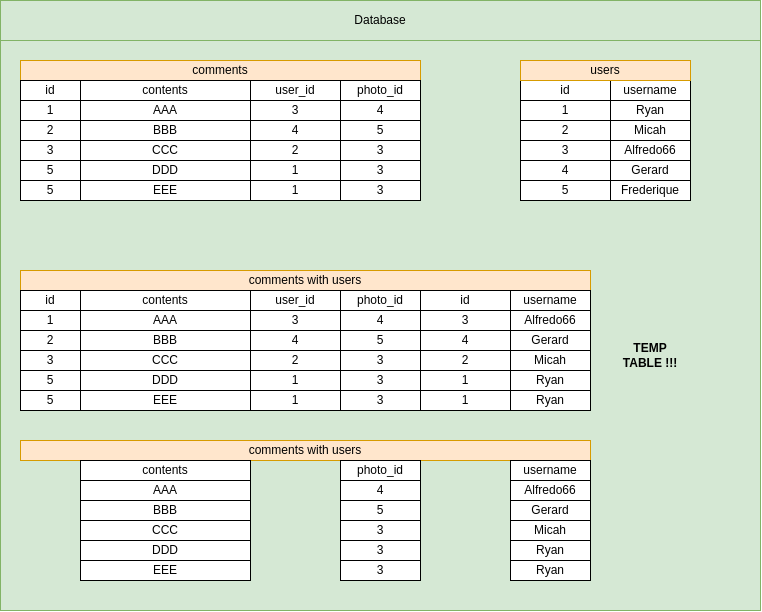 Database
comments
id contents user_id photo_id
1 AAA 3 4
2 BBB 4 5
3 CCC 2 3
5 DDD 1 3
5 EEE 1 3
users
id username
1 Ryan
2 Micah
3 Alfredo66
4 Gerard
5 Frederique
comments with users
id contents user_id photo_id id username
1 AAA 3 4 3 Alfredo66
2 BBB 4 5 4 Gerard
3 CCC 2 3 2 Micah
5 DDD 1 3 1 Ryan
5 EEE 1 3 1 Ryan
TEMP
TABLE !!!
comments with users
contents photo_id username
AAA 4 Alfredo66
BBB 5 Gerard
CCC 3 Micah
DDD 3 Ryan
EEE 3 Ryan